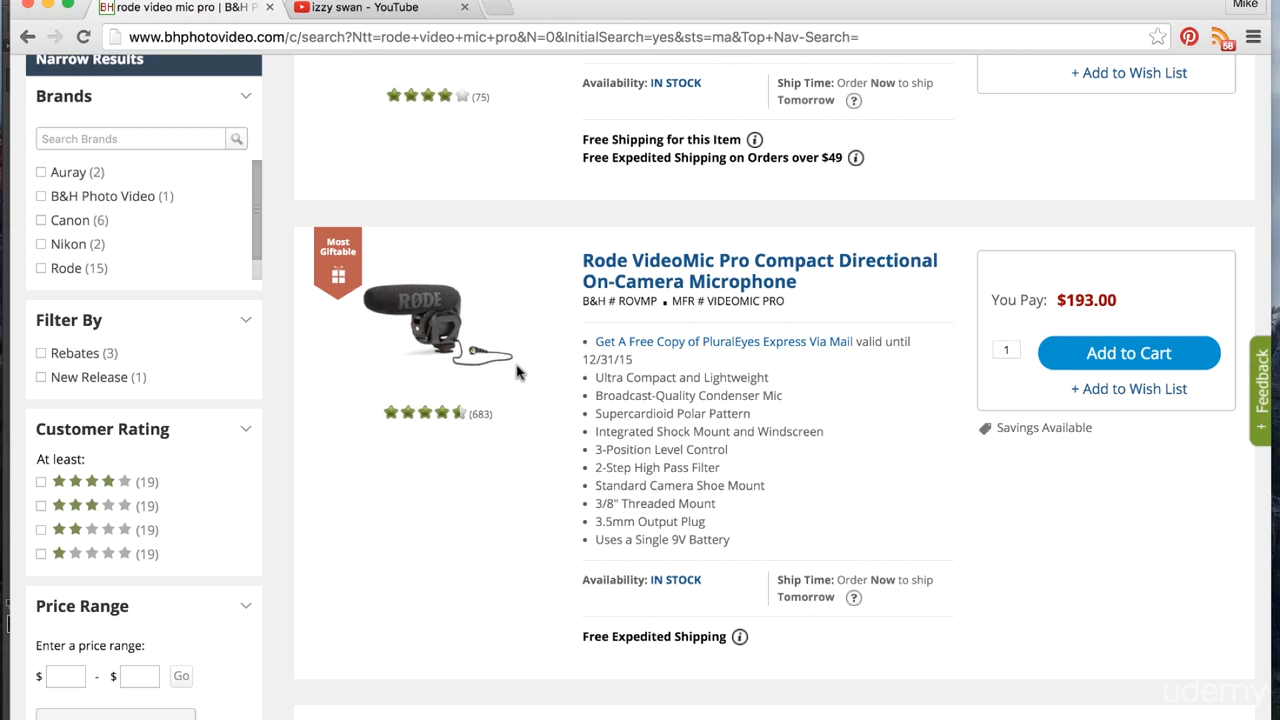 rode video mic pro | B&H P
izzy swan - YouTube
Mike
www.bhphotovideo.com/c/search?Ntt=rode+video+mic+pro&N=0&InitialSearch=yes&sts=ma&Top+Nav-Search=
58
Narrow Results
Brands
Search Brands
Auray (2)
B&H Photo Video (1)
Canon (6)
Nikon (2)
Rode (15)
Filter By
Rebates (3)
New Release (1)
Customer Rating
At least:
(19)
(19)
(19)
(19)
Price Range
Enter a price range:
$ - $ Go
(75)
Availability: IN STOCK
Ship Time: Order Now to ship
Tomorrow ?
Free Shipping for this Item i
Free Expedited Shipping on Orders over $49 i
+ Add to Wish List
Most
Giftable
RØDE
(683)
Rode VideoMic Pro Compact Directional
On-Camera Microphone
B&H # ROVMP • MFR # VIDEOMIC PRO
• Get A Free Copy of PluralEyes Express Via Mail valid until
12/31/15
• Ultra Compact and Lightweight
• Broadcast-Quality Condenser Mic
• Supercardioid Polar Pattern
• Integrated Shock Mount and Windscreen
• 3-Position Level Control
• 2-Step High Pass Filter
• Standard Camera Shoe Mount
• 3/8" Threaded Mount
• 3.5mm Output Plug
• Uses a Single 9V Battery
Availability: IN STOCK
Ship Time: Order Now to ship
Tomorrow ?
Free Expedited Shipping i
You Pay: $193.00
1
Add to Cart
+ Add to Wish List
Savings Available
+ Feedback
udemy